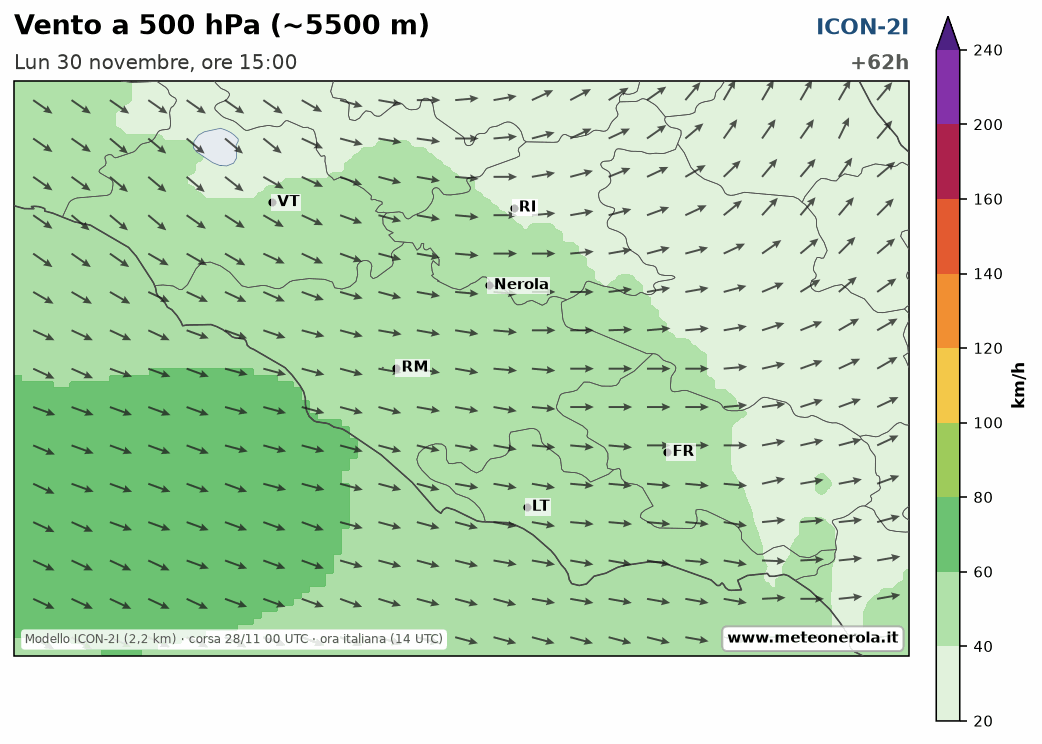 Vento a 500 hPa (~5500 m)
ICON-2I
Lun 30 novembre, ore 15:00
+62h
VT
RI
Nerola
RM
FR
LT
Modello ICON-2I (2,2 km) · corsa 28/11 00 UTC · ora italiana (14 UTC)
www.meteonerola.it
240
200
160
140
120
100
80
60
40
20
km/h